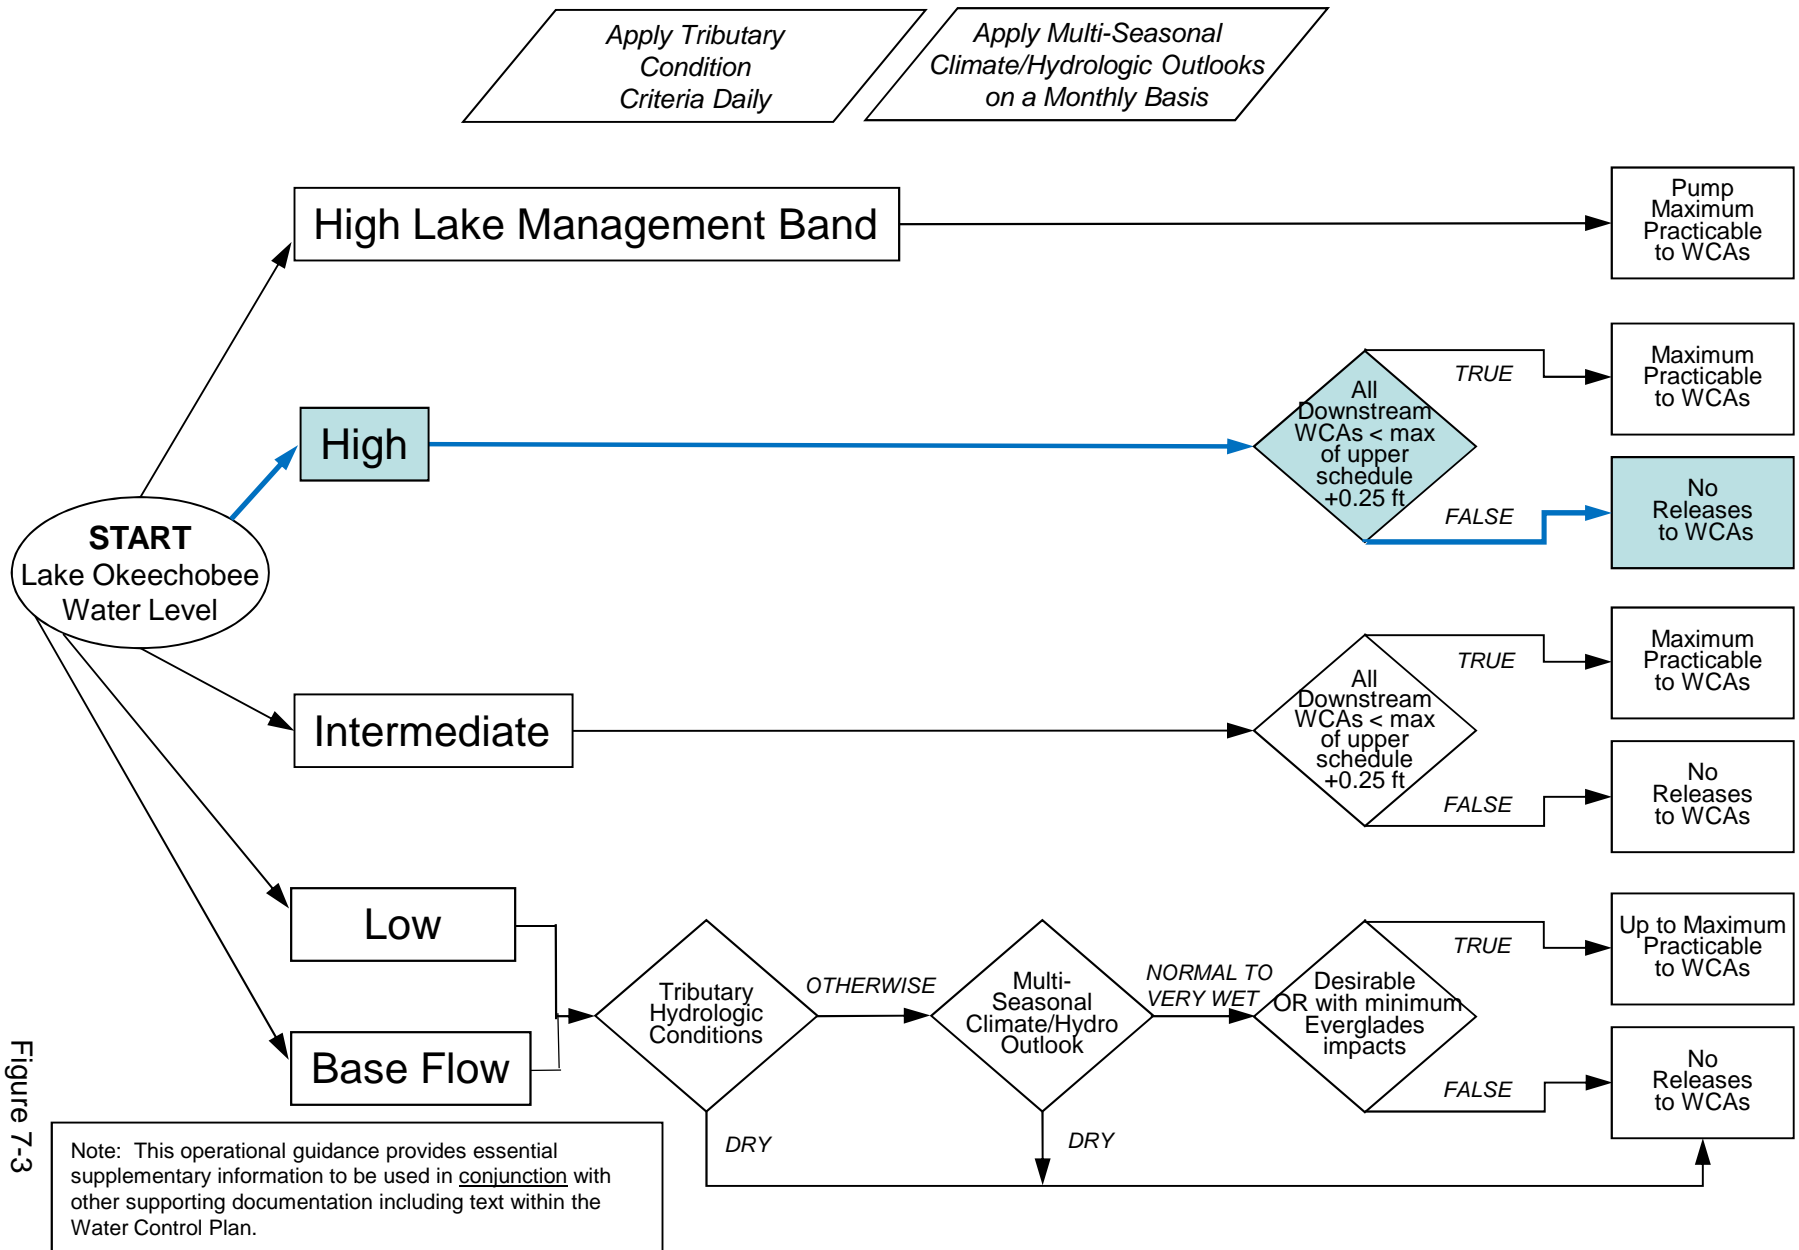 Apply Tributary
Condition
Criteria Daily
Apply Multi-Seasonal
Climate/Hydrologic Outlooks
on a Monthly Basis
High Lake Management Band
Pump
Maximum
Practicable
to WCAs
High
All
Downstream
WCAs < max
of upper
schedule
+0.25 ft
TRUE
Maximum
Practicable
to WCAs
FALSE
No
Releases
to WCAs
START
Lake Okeechobee
Water Level
Intermediate
All
Downstream
WCAs < max
of upper
schedule
+0.25 ft
TRUE
Maximum
Practicable
to WCAs
FALSE
No
Releases
to WCAs
Low
Base Flow
Tributary
Hydrologic
Conditions
OTHERWISE
Multi-
Seasonal
Climate/Hydro
Outlook
NORMAL TO
VERY WET
Desirable
OR with minimum
Everglades
impacts
TRUE
Up to Maximum
Practicable
to WCAs
FALSE
No
Releases
to WCAs
DRY
DRY
Figure 7-3
Note: This operational guidance provides essential
supplementary information to be used in conjunction with
other supporting documentation including text within the
Water Control Plan.